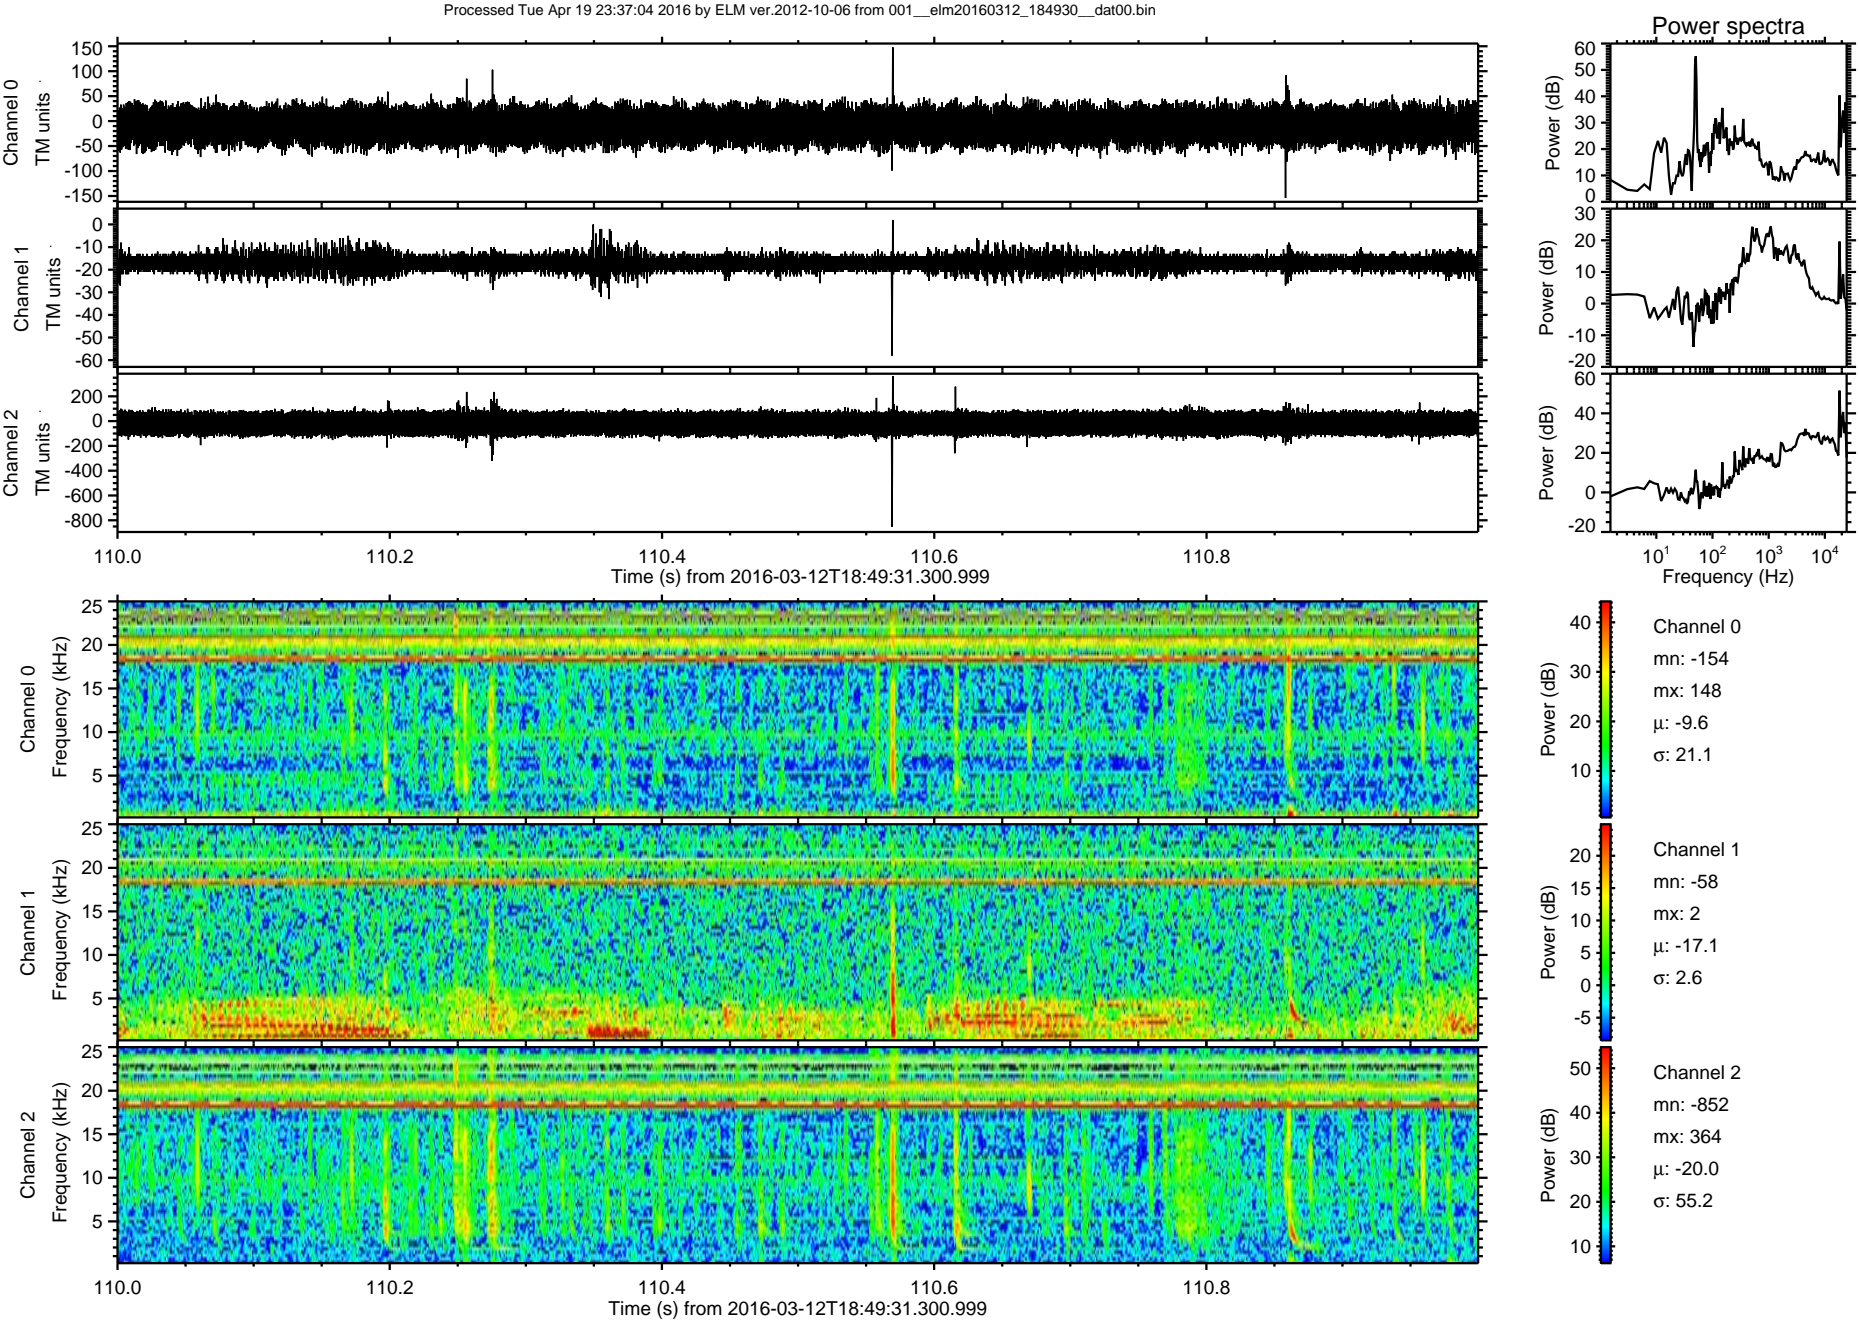 Processed Tue Apr 19 23:37:04 2016 by ELM ver.2012-10-06 from 001__elm20160312_184930__dat00.bin
Power spectra
Channel 0
TM units
150
100
50
0
-50
-100
-150
Power (dB)
60
50
40
30
20
10
0
Channel 1
TM units
0
-10
-20
-30
-40
-50
-60
Power (dB)
30
20
10
0
-10
-20
Channel 2
TM units
200
0
-200
-400
-600
-800
Power (dB)
60
40
20
0
-20
110.0 110.2 110.4 110.6 110.8
Time (s) from 2016-03-12T18:49:31.300.999
10¹ 10² 10³ 10⁴
Frequency (Hz)
Channel 0
Frequency (kHz)
25
20
15
10
5
Power (dB)
40
30
20
10
Channel 0
mn: -154
mx: 148
μ: -9.6
σ: 21.1
Channel 1
Frequency (kHz)
25
20
15
10
5
Power (dB)
20
15
10
5
0
-5
Channel 1
mn: -58
mx: 2
μ: -17.1
σ: 2.6
Channel 2
Frequency (kHz)
25
20
15
10
5
Power (dB)
50
40
30
20
10
Channel 2
mn: -852
mx: 364
μ: -20.0
σ: 55.2
110.0 110.2 110.4 110.6 110.8
Time (s) from 2016-03-12T18:49:31.300.999